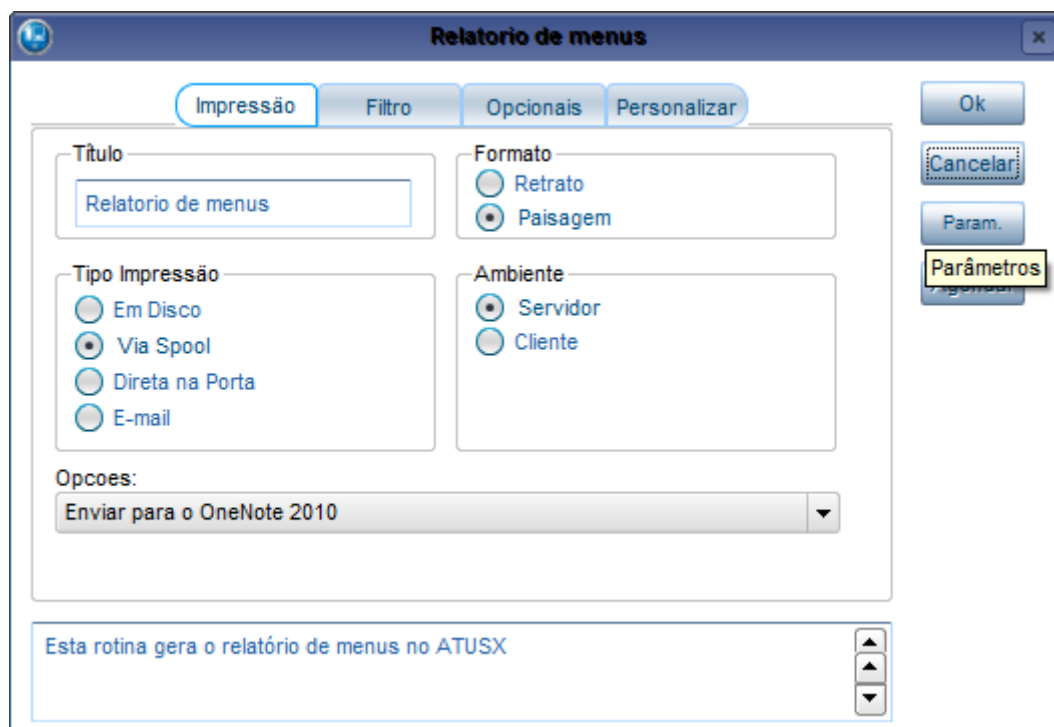 Relatorio de menus
Impressão Filtro Opcionais Personalizar
Ok
Cancelar
Param.
Parâmetros
Título
Relatorio de menus
Formato
Retrato
Paisagem
Tipo Impressão
Em Disco
Via Spool
Direta na Porta
E-mail
Ambiente
Servidor
Cliente
Opcoes:
Enviar para o OneNote 2010
Esta rotina gera o relatório de menus no ATUSX